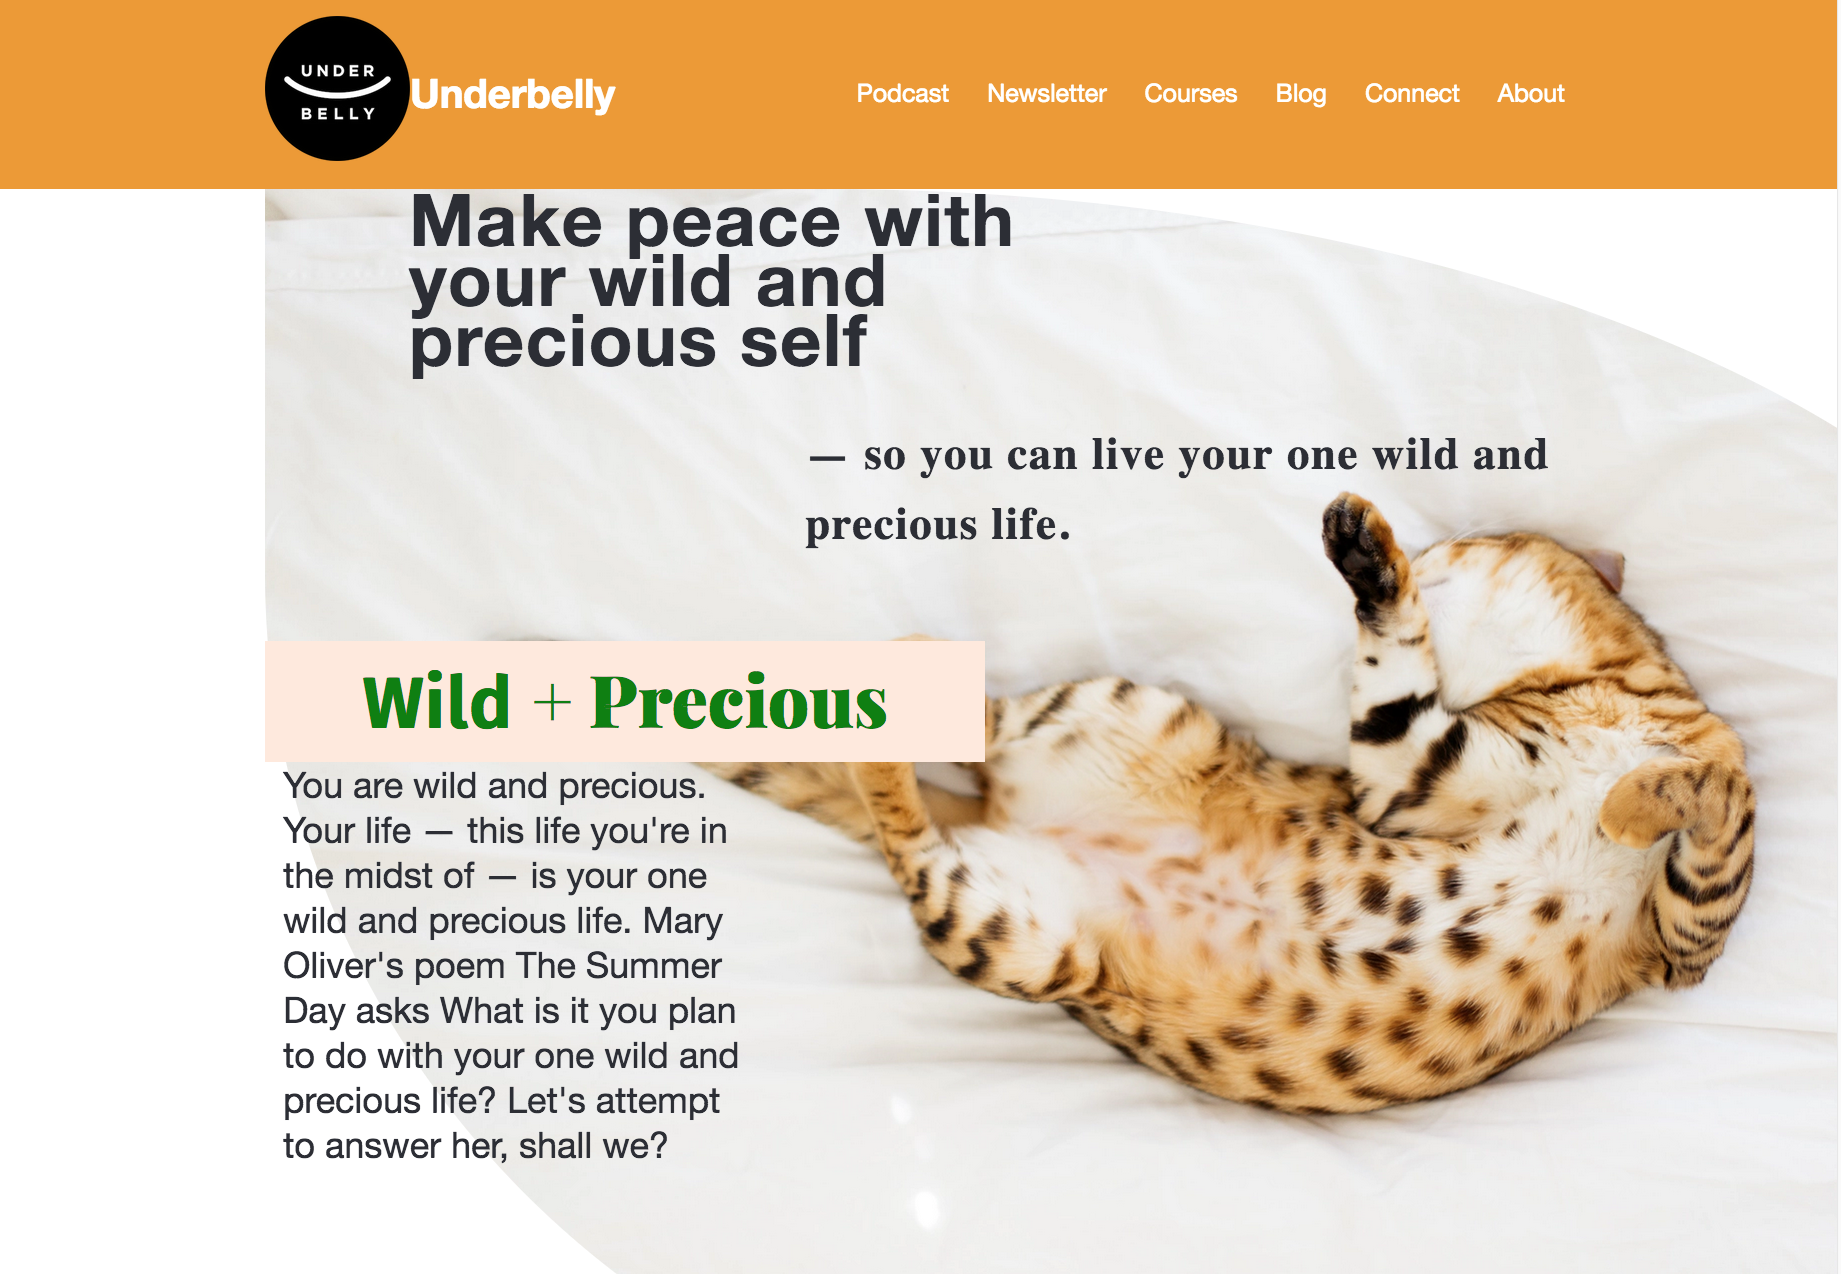 UNDER
BELLY
Underbelly
Podcast Newsletter Courses Blog Connect About
Make peace with
your wild and
precious self
— so you can live your one wild and
precious life.
Wild + Precious
You are wild and precious.
Your life — this life you're in
the midst of — is your one
wild and precious life. Mary
Oliver's poem The Summer
Day asks What is it you plan
to do with your one wild and
precious life? Let's attempt
to answer her, shall we?